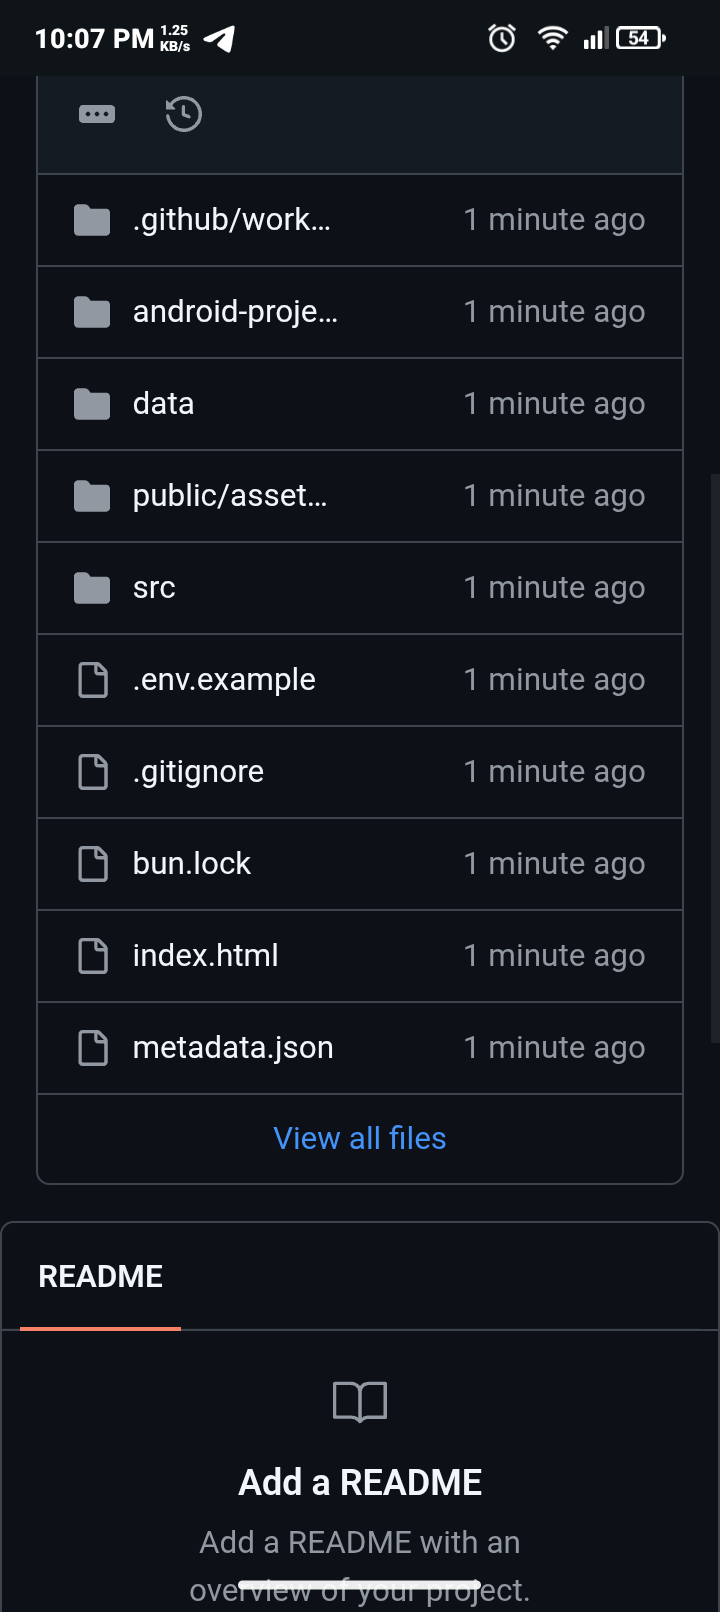 10:07 PM 1.25 KB/s 54
.github/work... 1 minute ago
android-proje... 1 minute ago
data 1 minute ago
public/asset... 1 minute ago
src 1 minute ago
.env.example 1 minute ago
.gitignore 1 minute ago
bun.lock 1 minute ago
index.html 1 minute ago
metadata.json 1 minute ago
View all files
README
Add a README
Add a README with an
overview of your project.